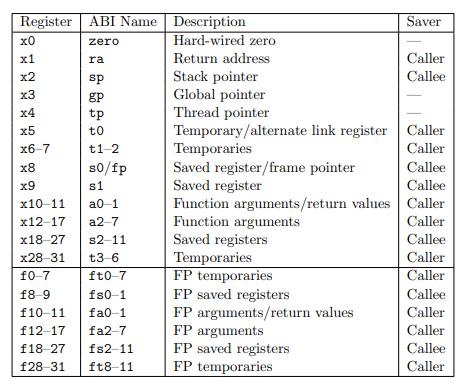 Register ABI Name Description Saver
x0 zero Hard-wired zero —
x1 ra Return address Caller
x2 sp Stack pointer Callee
x3 gp Global pointer —
x4 tp Thread pointer —
x5 t0 Temporary/alternate link register Caller
x6–7 t1–2 Temporaries Caller
x8 s0/fp Saved register/frame pointer Callee
x9 s1 Saved register Callee
x10–11 a0–1 Function arguments/return values Caller
x12–17 a2–7 Function arguments Caller
x18–27 s2–11 Saved registers Callee
x28–31 t3–6 Temporaries Caller
f0–7 ft0–7 FP temporaries Caller
f8–9 fs0–1 FP saved registers Callee
f10–11 fa0–1 FP arguments/return values Caller
f12–17 fa2–7 FP arguments Caller
f18–27 fs2–11 FP saved registers Callee
f28–31 ft8–11 FP temporaries Caller